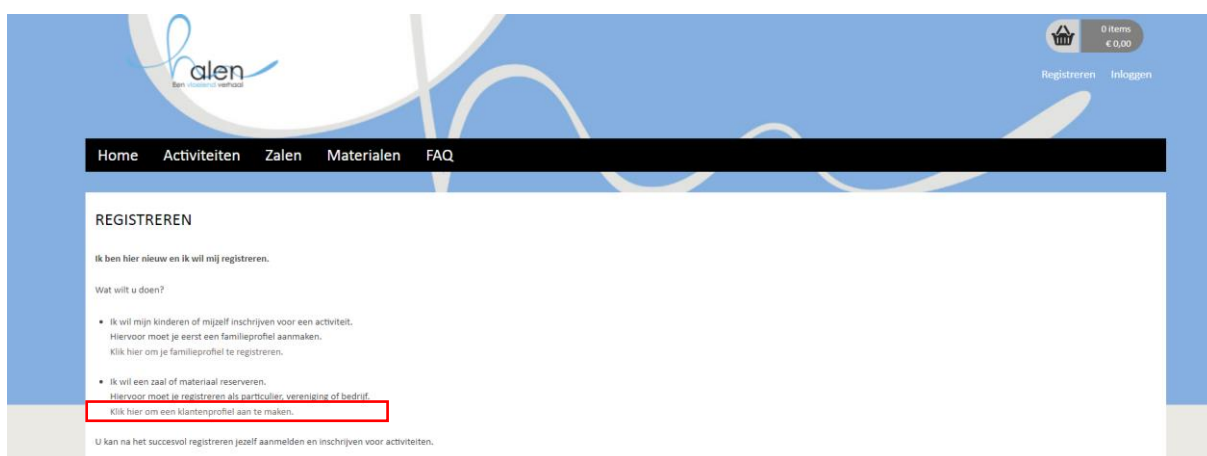 halen
Een vloeiend verhaal
0 items
€ 0,00
Registreren Inloggen
Home Activiteiten Zalen Materialen FAQ
REGISTREREN
Ik ben hier nieuw en ik wil mij registreren.
Wat wilt u doen?
• Ik wil mijn kinderen of mijzelf inschrijven voor een activiteit.
Hiervoor moet je eerst een familieprofiel aanmaken.
Klik hier om je familieprofiel te registreren.
• Ik wil een zaal of materiaal reserveren.
Hiervoor moet je registreren als particulier, vereniging of bedrijf.
Klik hier om een klantenprofiel aan te maken.
U kan na het succesvol registreren jezelf aanmelden en inschrijven voor activiteiten.